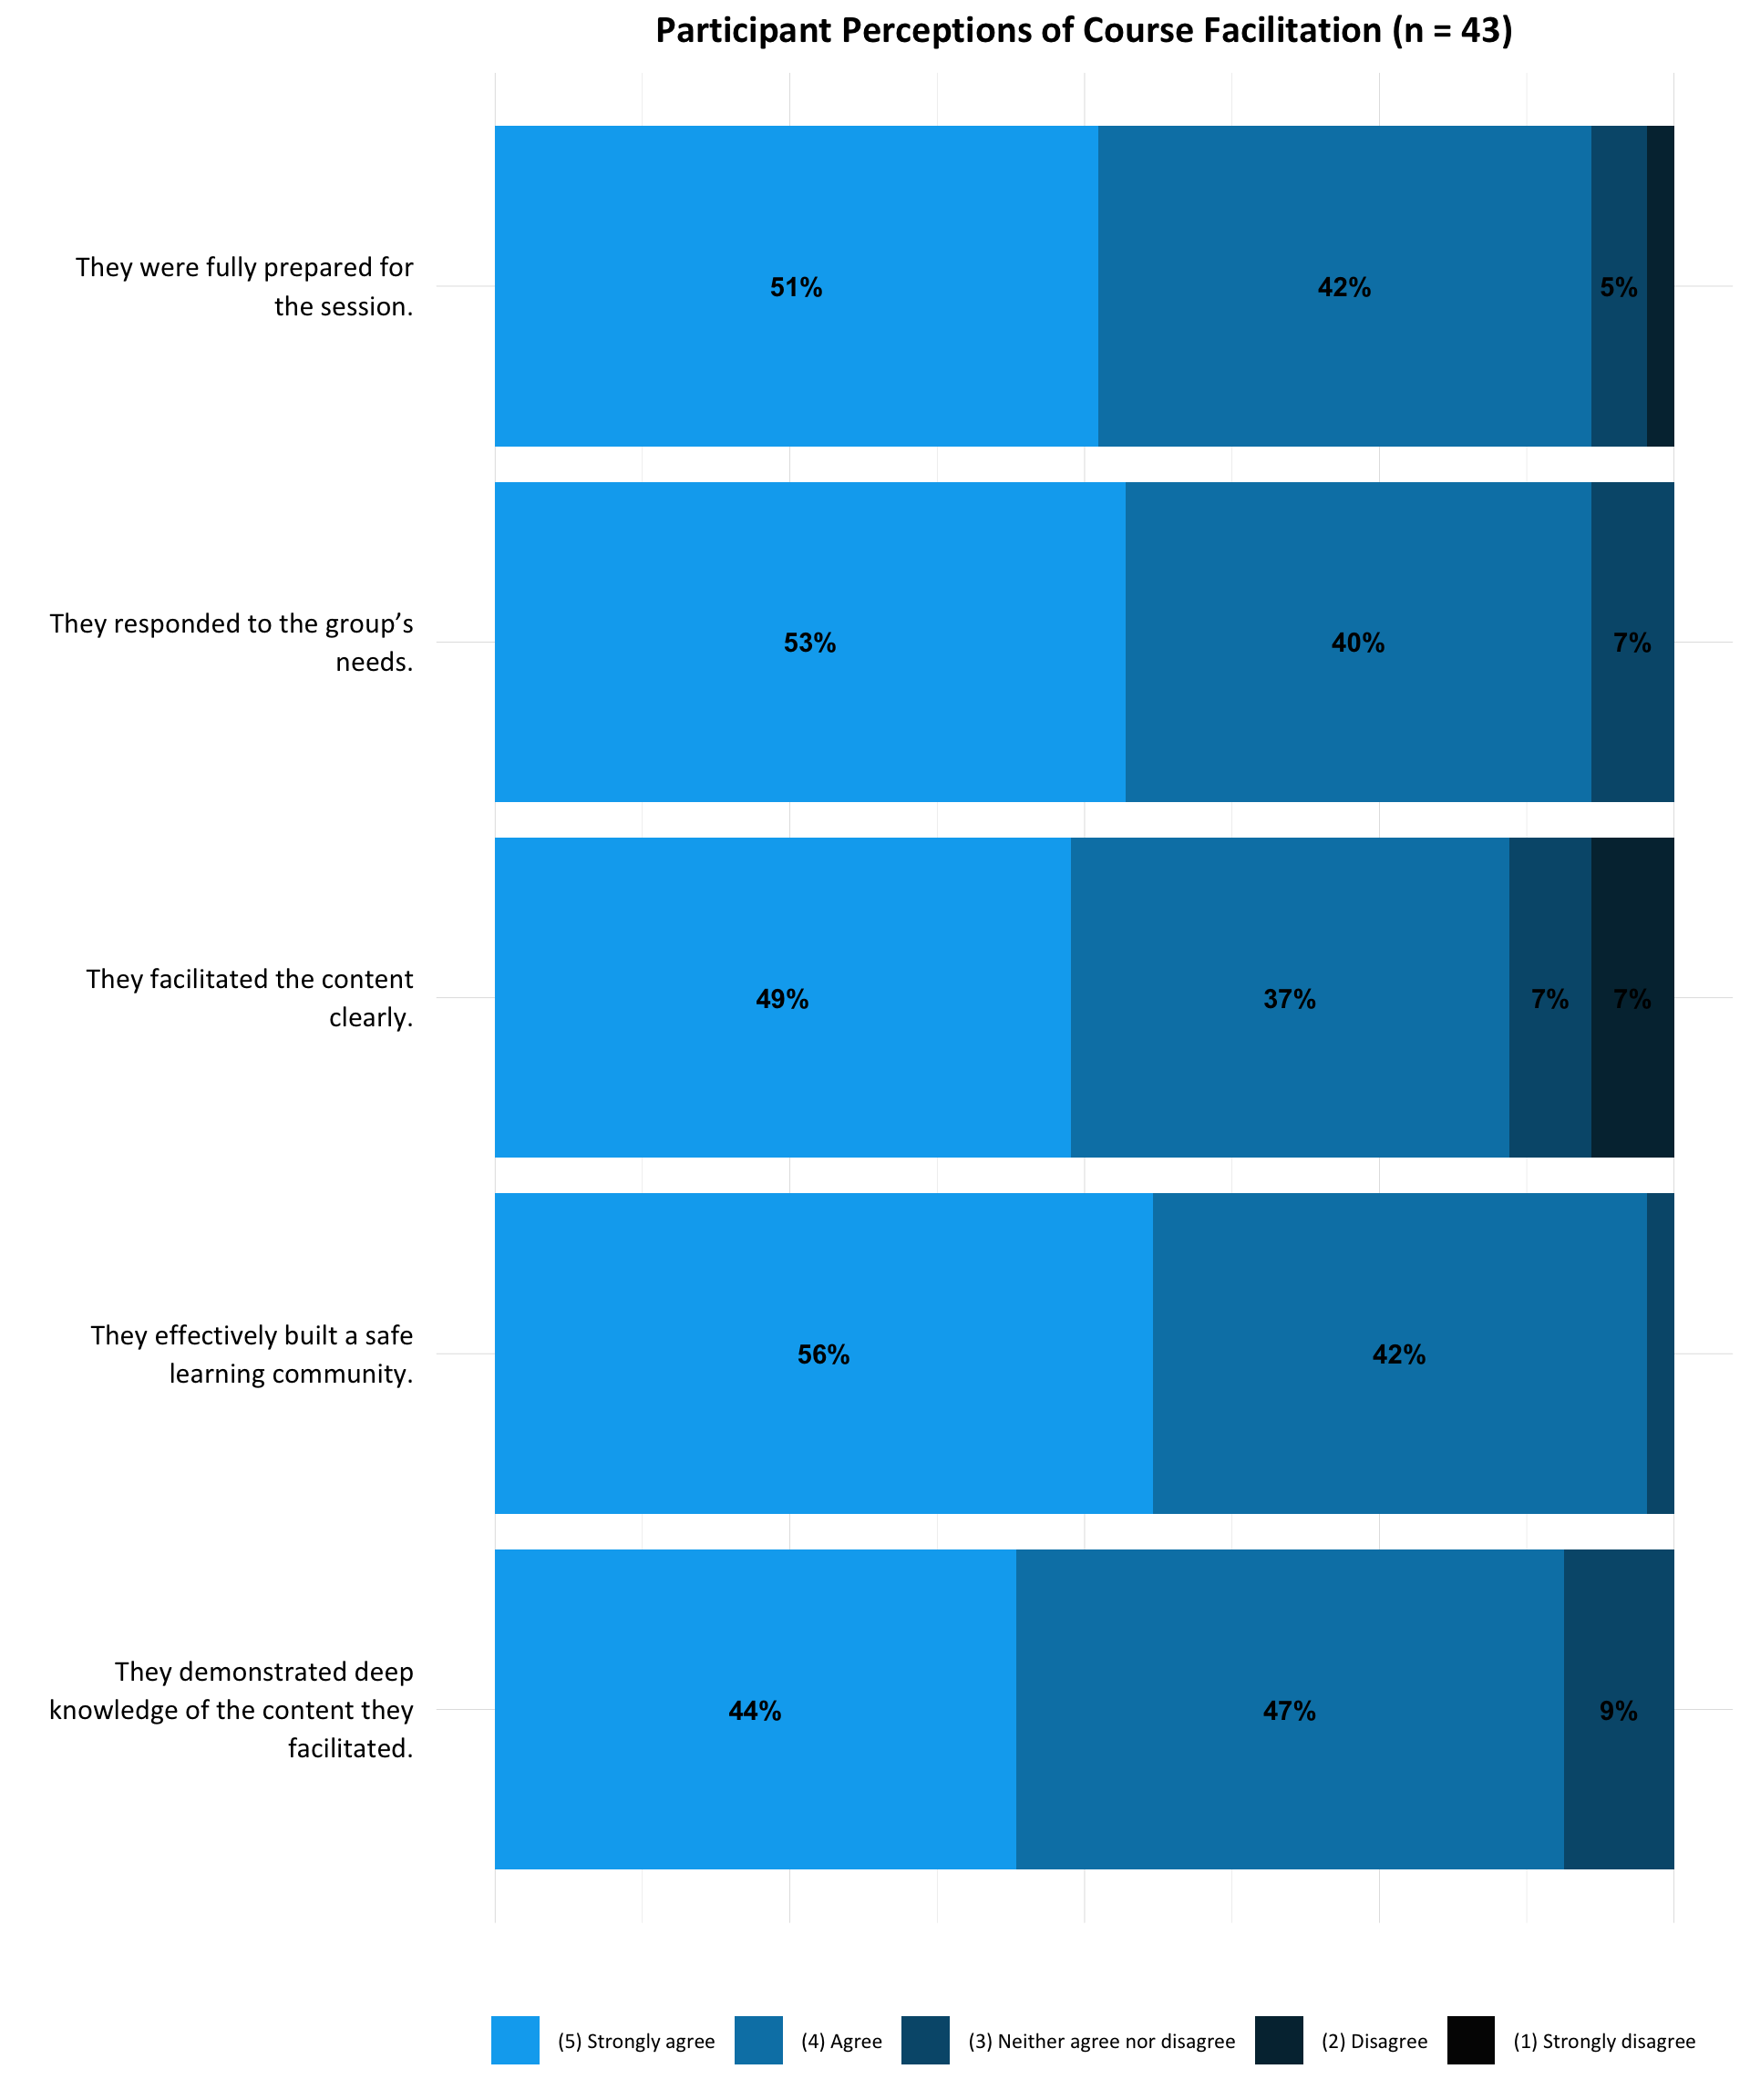 Participant Perceptions of Course Facilitation (n = 43)
They were fully prepared for
the session.
51% 42% 5%
They responded to the group’s
needs.
53% 40% 7%
They facilitated the content
clearly.
49% 37% 7% 7%
They effectively built a safe
learning community.
56% 42%
They demonstrated deep
knowledge of the content they
facilitated.
44% 47% 9%
(5) Strongly agree (4) Agree (3) Neither agree nor disagree (2) Disagree (1) Strongly disagree